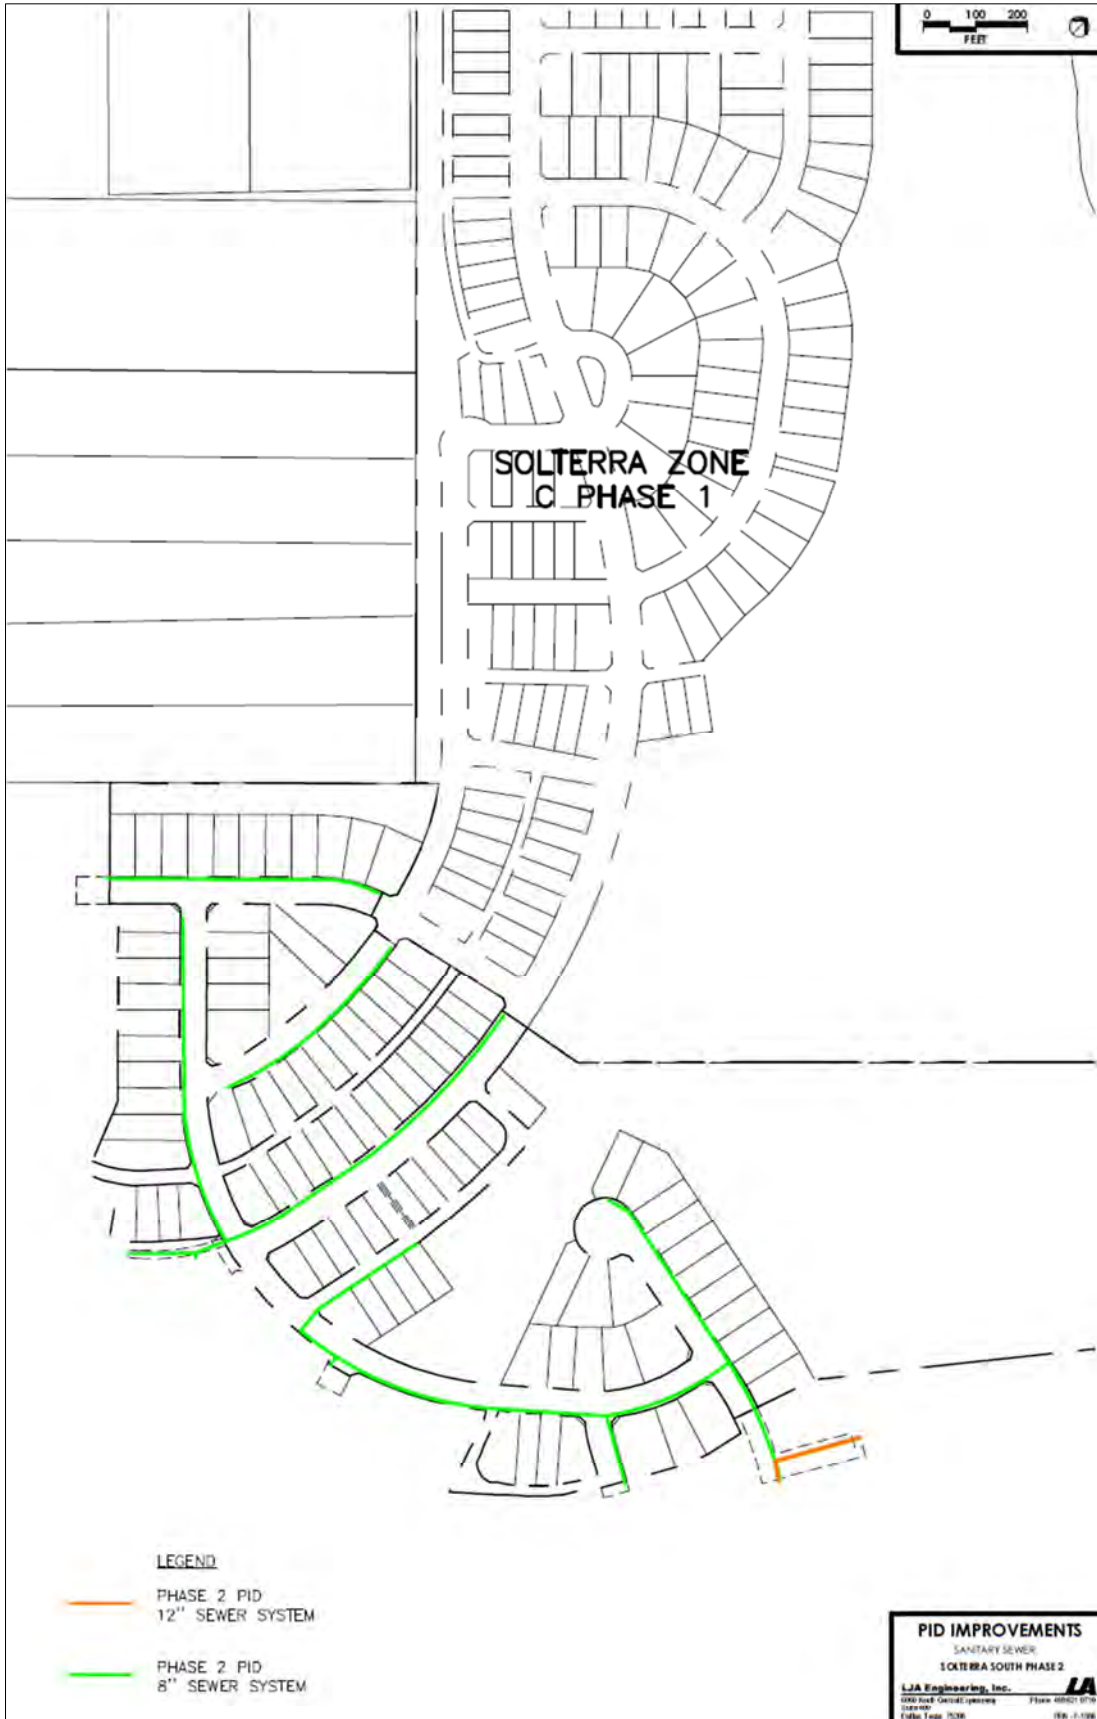 0 100 200
FEET
SOLTERRA ZONE
C PHASE 1
LEGEND
PHASE 2 PID
12" SEWER SYSTEM
PHASE 2 PID
8" SEWER SYSTEM
PID IMPROVEMENTS
SANITARY SEWER
SOLTERRA SOUTH PHASE 2
LJA Engineering, Inc.